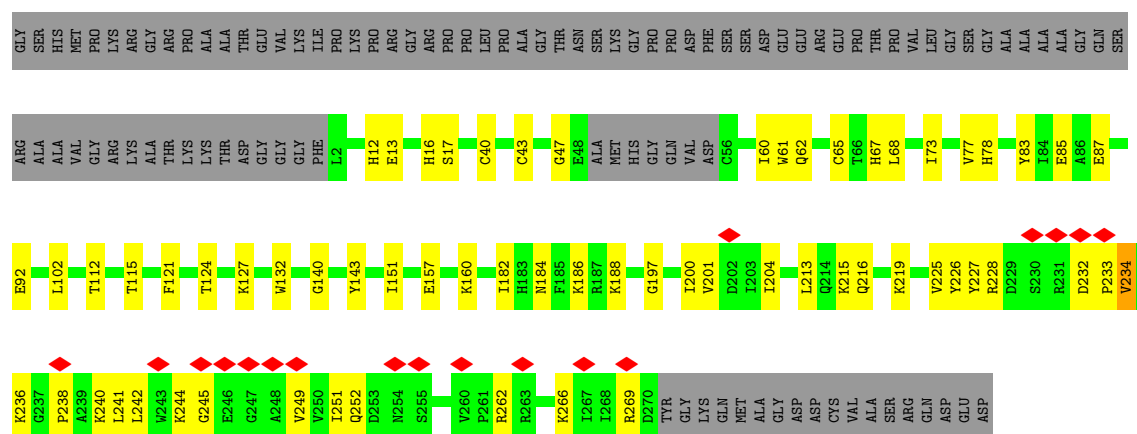 GLY SER HIS MET PRO LYS ARG GLY ARG PRO ALA ALA THR GLU VAL LYS ILE PRO LYS PRO ARG GLY ARG PRO PRO LEU PRO ALA GLY THR ASN SER LYS GLY PRO PRO ASP PHE SER SER ASP GLU GLU ARG GLU PRO THR PRO VAL LEU GLY SER GLY ALA ALA ALA ALA GLY GLN SER
ARG ALA ALA VAL GLY ARG LYS ALA THR LYS LYS THR ASP GLY GLY GLY PHE L2 H12 E13 H16 S17 C40 C43 G47 E48 ALA MET HIS GLY GLN VAL ASP C56 I60 W61 Q62 C65 T66 H67 L68 I73 V77 H78 Y83 I84 E85 A86 E87
E92 L102 T112 T115 F121 T124 K127 W132 G140 Y143 I151 E157 K160 I182 H183 N184 F185 K186 R187 K188 G197 I200 V201 D202 I203 I204 L213 Q214 K215 Q216 K219 V225 Y226 Y227 R228 D229 S230 R231 D232 P233 V234
K236 G237 P238 A239 K240 L241 L242 W243 K244 G245 E246 G247 A248 V249 V250 I251 Q252 D253 N254 S255 V260 P261 R262 R263 K266 I267 I268 R269 D270 TYR GLY LYS GLN MET ALA GLY ASP ASP CYS VAL ALA SER ARG GLN ASP GLU ASP